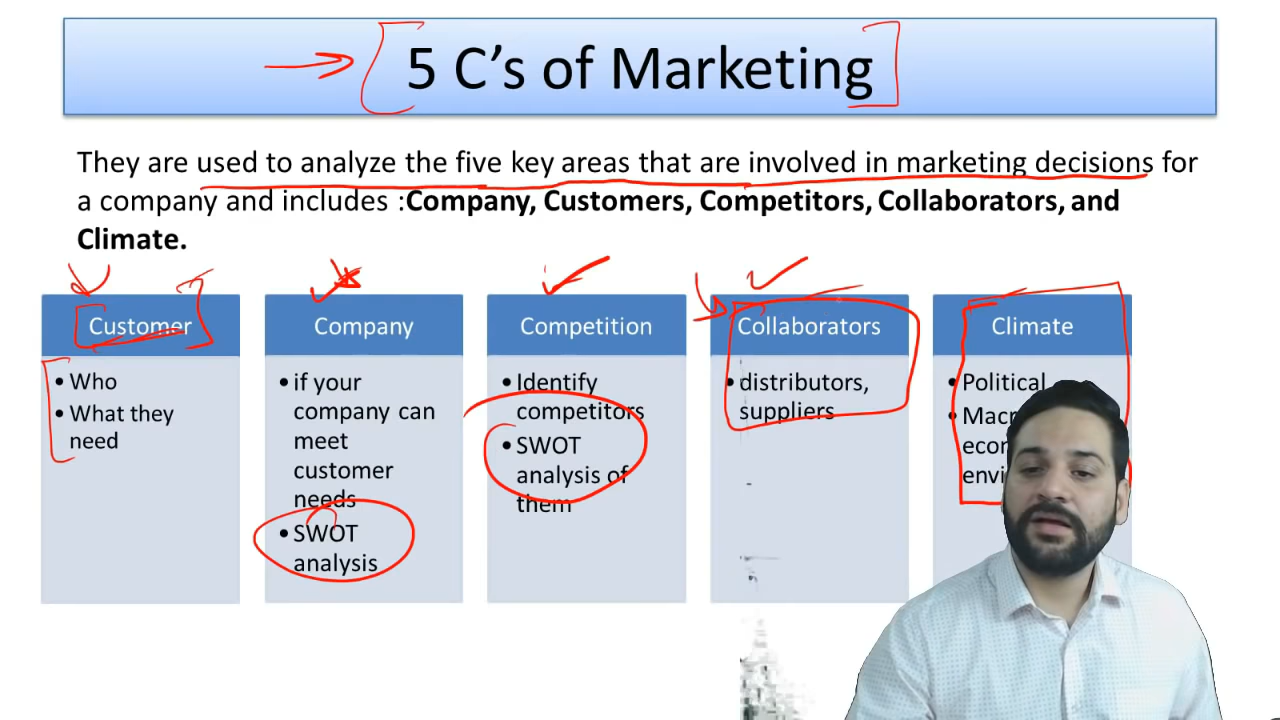 5 C's of Marketing
They are used to analyze the five key areas that are involved in marketing decisions for
a company and includes :Company, Customers, Competitors, Collaborators, and
Climate.
Customer
• Who
• What they
need
Company
• if your
company can
meet
customer
needs
• SWOT
analysis
Competition
• Identify
competitors
• SWOT
analysis of
them
Collaborators
• distributors,
suppliers
Climate
• Political
•